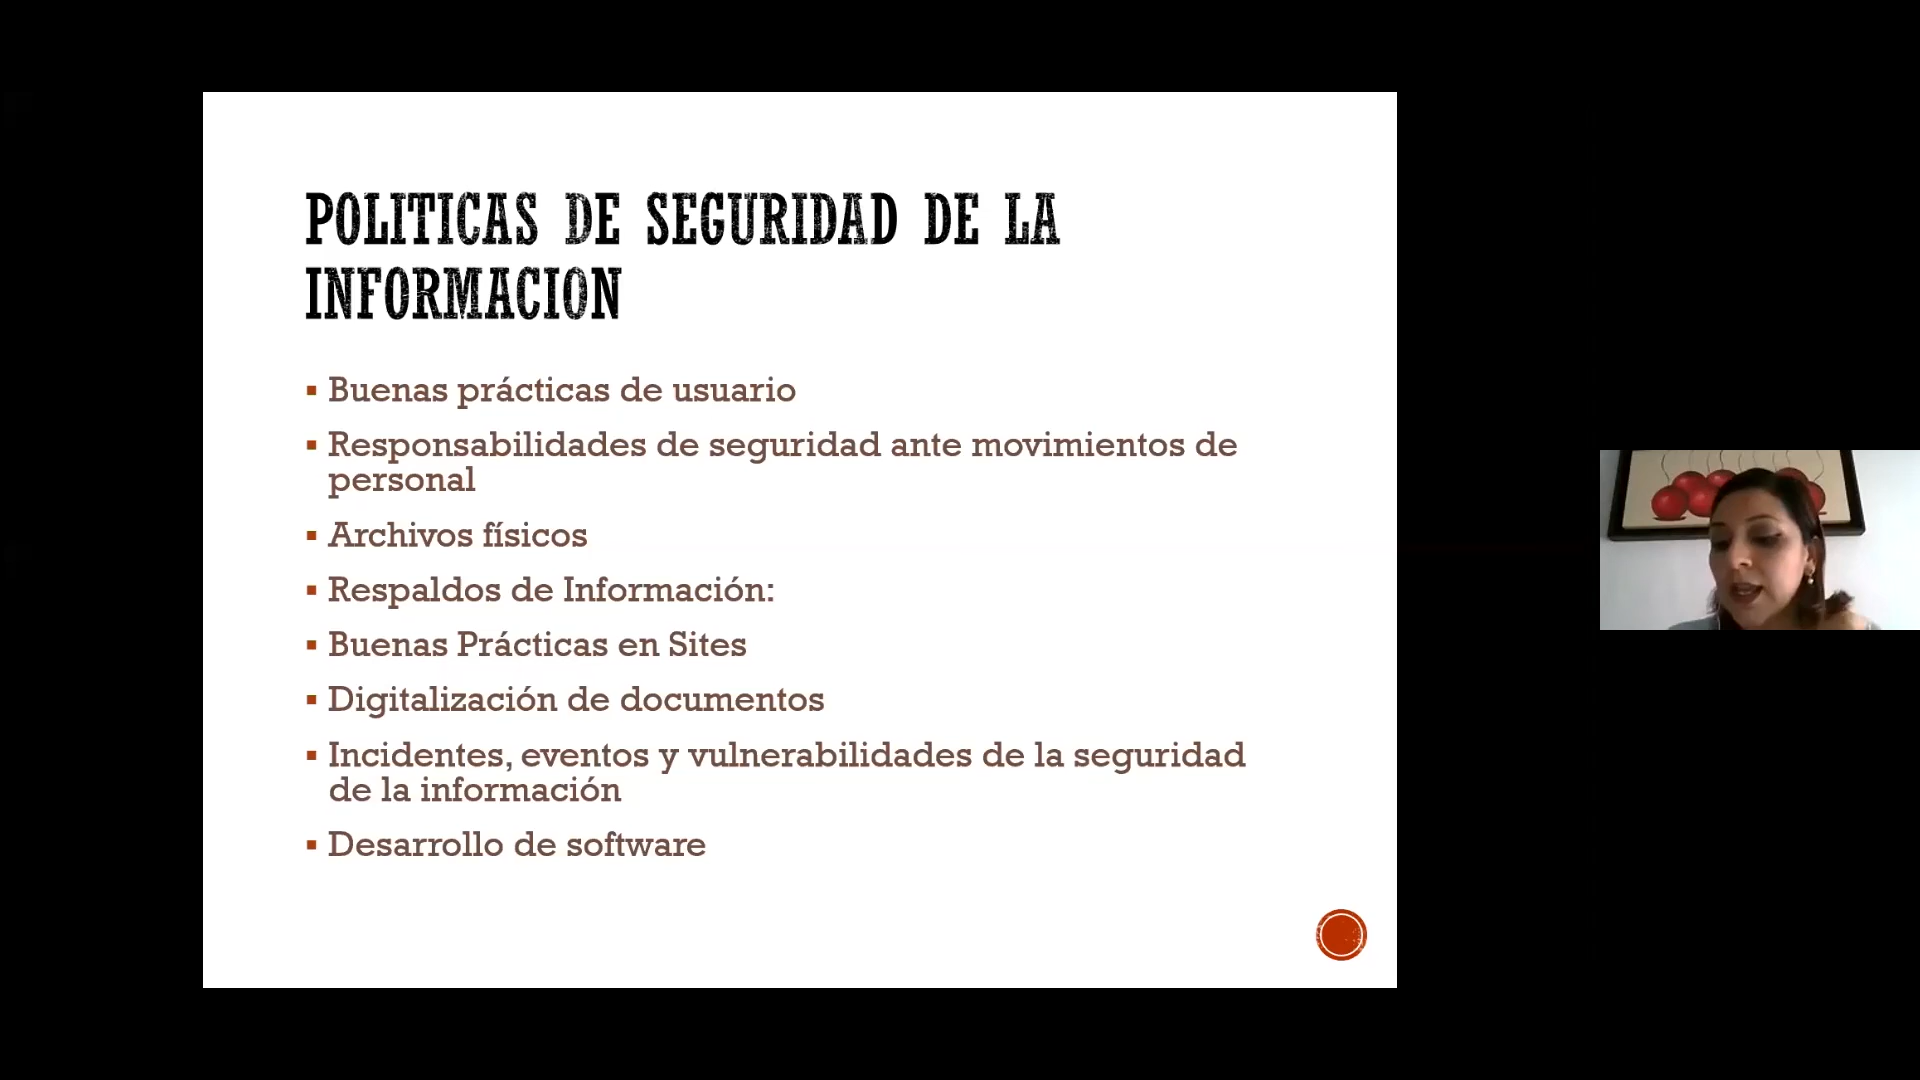 POLITICAS DE SEGURIDAD DE LA
INFORMACION
▪ Buenas prácticas de usuario
▪ Responsabilidades de seguridad ante movimientos de
personal
▪ Archivos físicos
▪ Respaldos de Información:
▪ Buenas Prácticas en Sites
▪ Digitalización de documentos
▪ Incidentes, eventos y vulnerabilidades de la seguridad
de la información
▪ Desarrollo de software